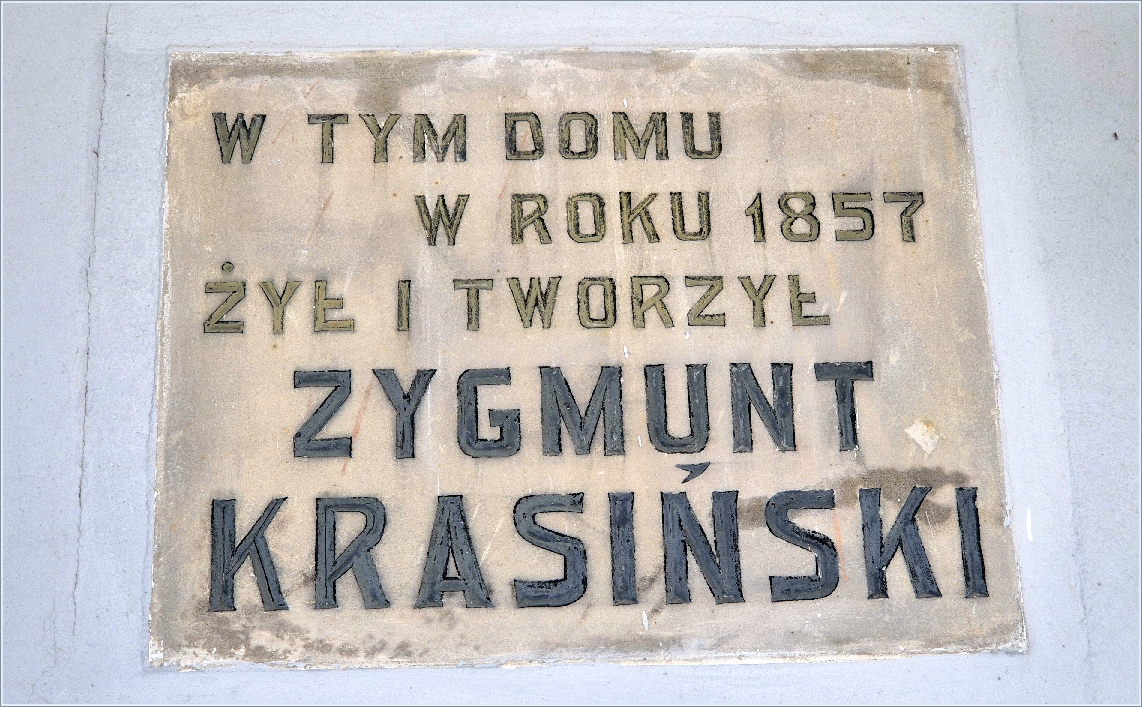 W TYM DOMU
W ROKU 1857
ŻYŁ I TWORZYŁ
ZYGMUNT
KRASIŃSKI